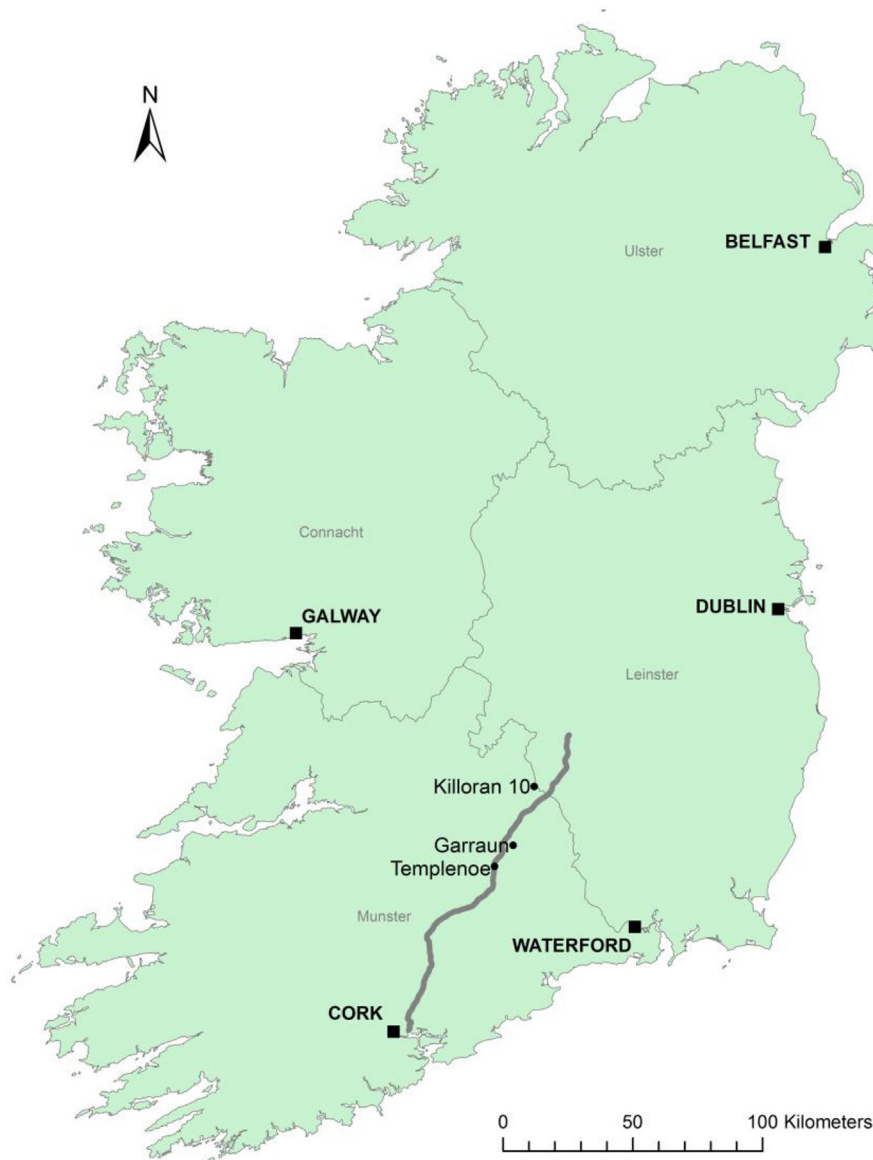 N
BELFAST
Ulster
Connacht
GALWAY
DUBLIN
Leinster
Killoran 10
Garraun
Templenoe
Munster
WATERFORD
CORK
0 50 100 Kilometers